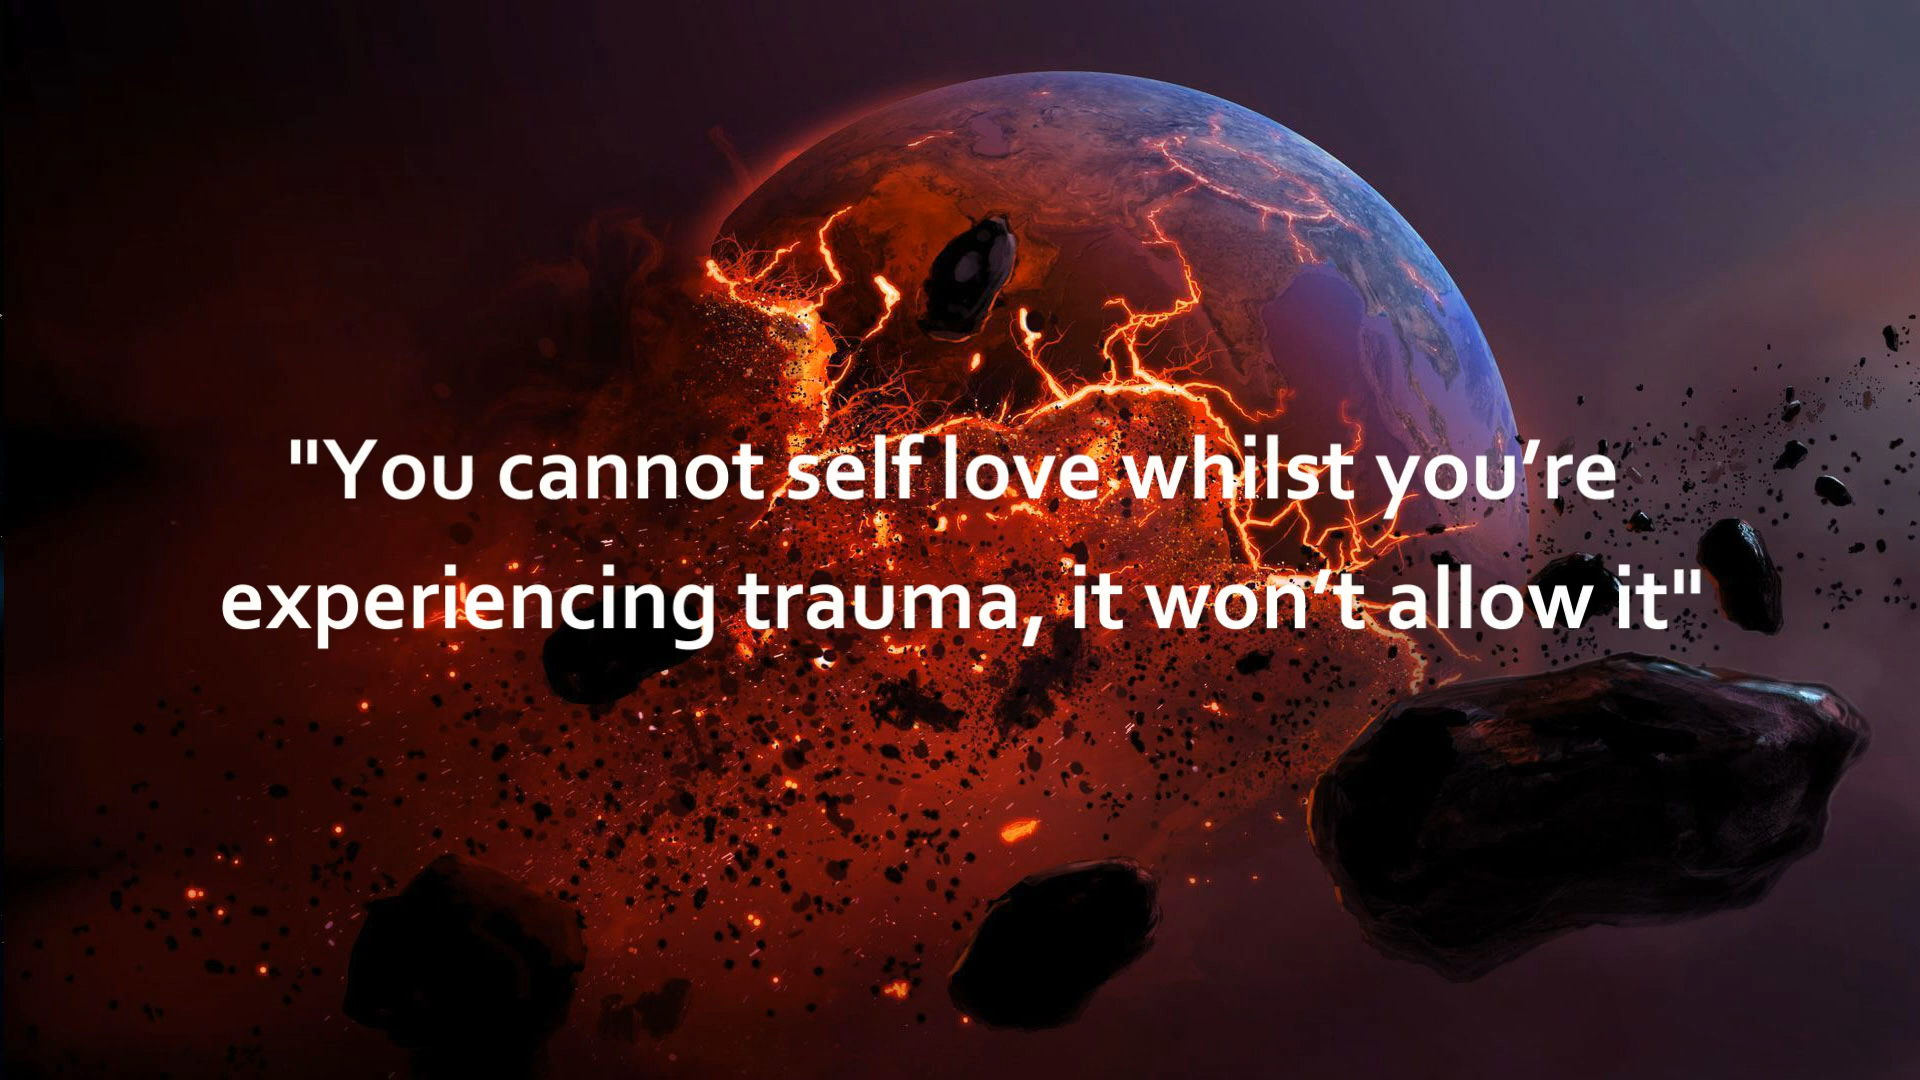 "You cannot self love whilst you’re
experiencing trauma, it won’t allow it"